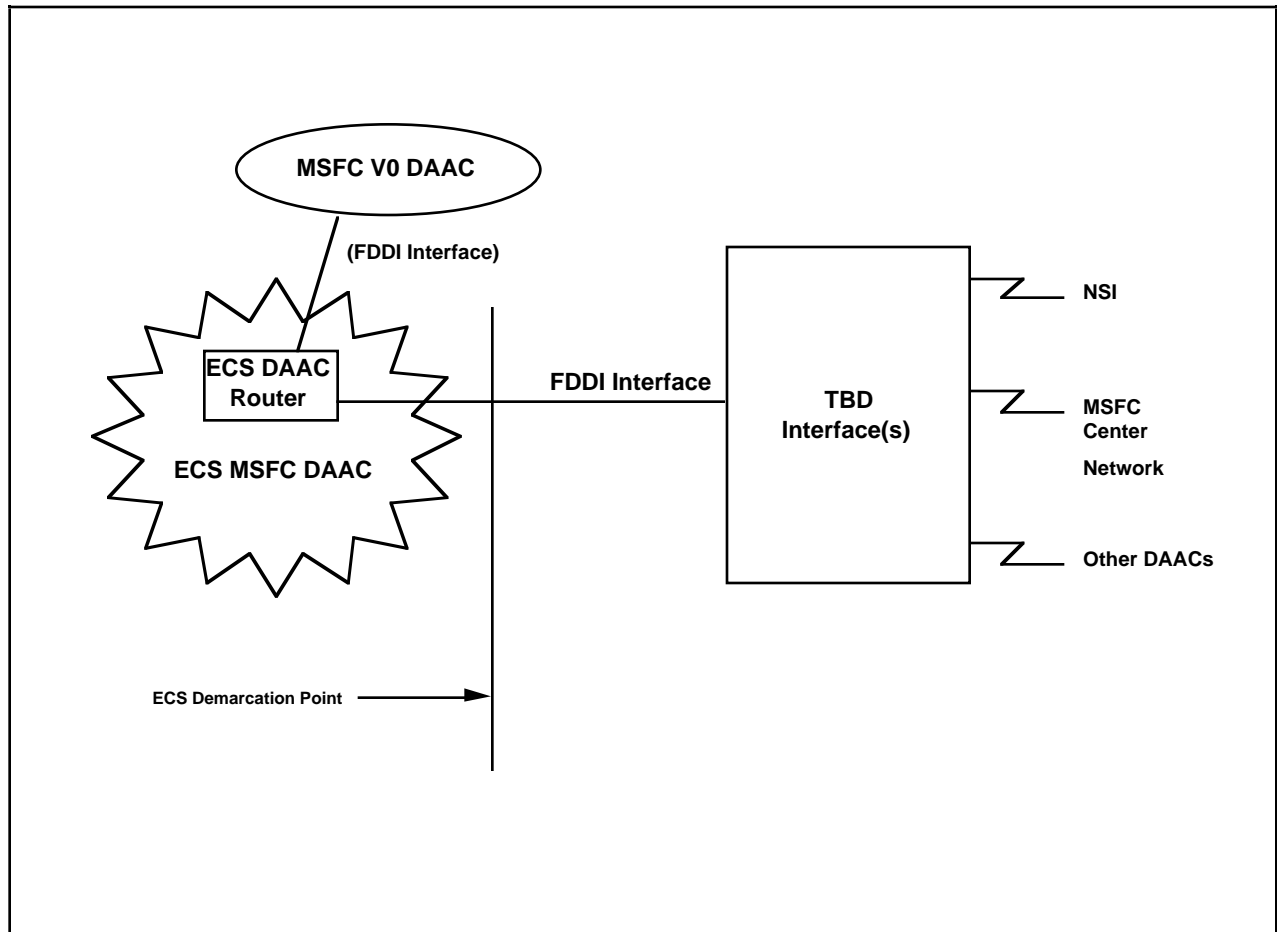 MSFC V0 DAAC
(FDDI Interface)
ECS DAAC
Router
ECS MSFC DAAC
FDDI Interface
TBD
Interface(s)
NSI
MSFC
Center
Network
Other DAACs
ECS Demarcation Point